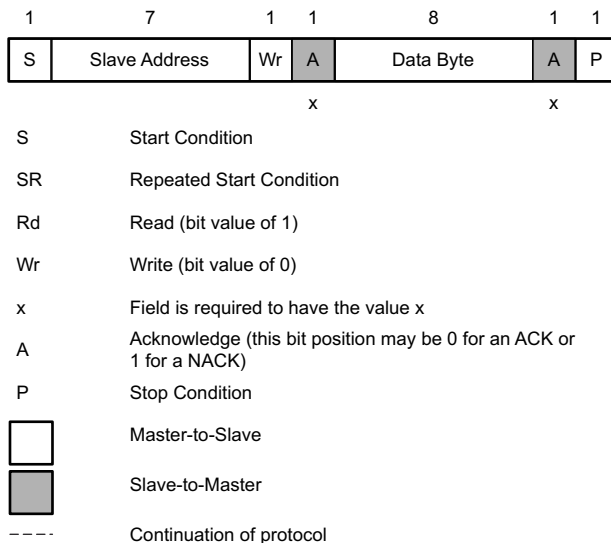 1 7 1 1 8 1 1
S Slave Address Wr A Data Byte A P
x x
S Start Condition
SR Repeated Start Condition
Rd Read (bit value of 1)
Wr Write (bit value of 0)
x Field is required to have the value x
A Acknowledge (this bit position may be 0 for an ACK or
1 for a NACK)
P Stop Condition
Master-to-Slave
Slave-to-Master
Continuation of protocol